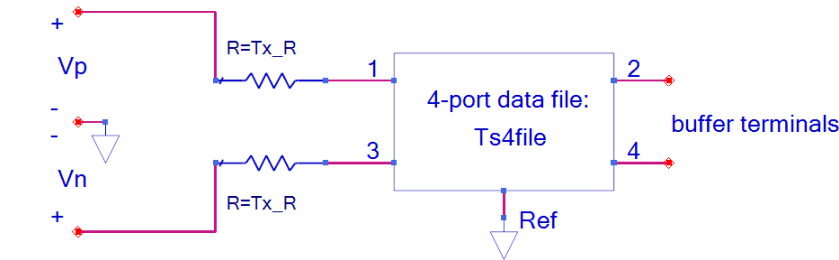 +
R=Tx_R
Vp
1
2
4-port data file:
-
Ts4file
buffer terminals
-
3
4
Vn
R=Tx_R
+
Ref